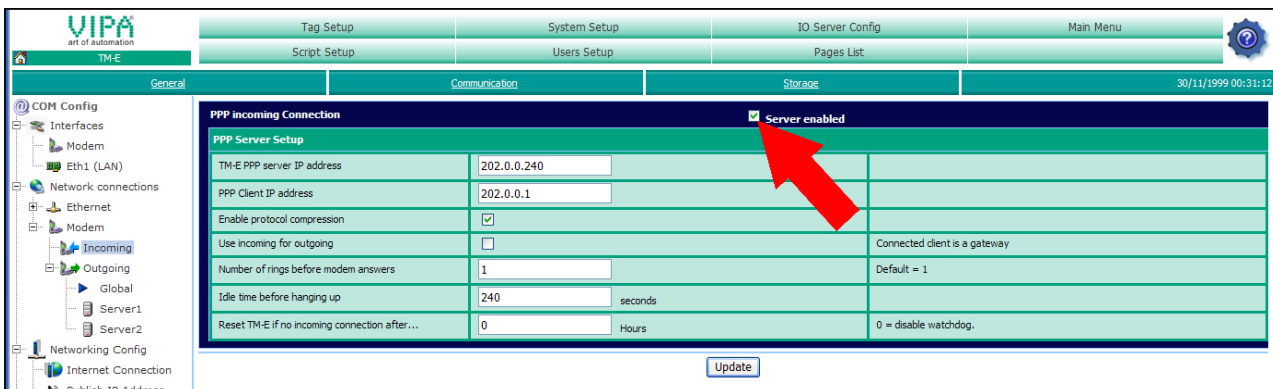 VIPA
art of automation
TM-E
Tag Setup
System Setup
IO Server Config
Main Menu
Script Setup
Users Setup
Pages List
General
Communication
Storage
30/11/1999 00:31:12
COM Config
Interfaces
Modem
Eth1 (LAN)
Network connections
Ethernet
Modem
Incoming
Outgoing
Global
Server1
Server2
Networking Config
Internet Connection
Publish IP Address
PPP incoming Connection
Server enabled
PPP Server Setup
TM-E PPP server IP address
202.0.0.240
PPP Client IP address
202.0.0.1
Enable protocol compression
Use incoming for outgoing
Connected client is a gateway
Number of rings before modem answers
1
Default = 1
Idle time before hanging up
240
seconds
Reset TM-E if no incoming connection after...
0
Hours
0 = disable watchdog.
Update